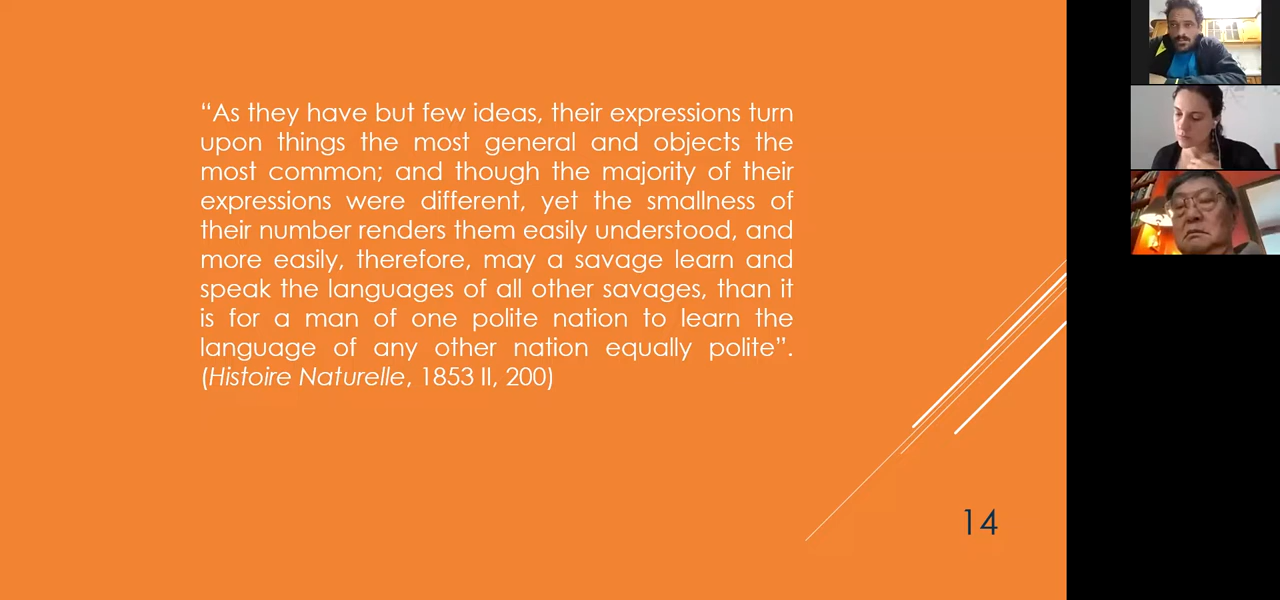 “As they have but few ideas, their expressions turn
upon things the most general and objects the
most common; and though the majority of their
expressions were different, yet the smallness of
their number renders them easily understood, and
more easily, therefore, may a savage learn and
speak the languages of all other savages, than it
is for a man of one polite nation to learn the
language of any other nation equally polite”.
(Histoire Naturelle, 1853 II, 200)
14